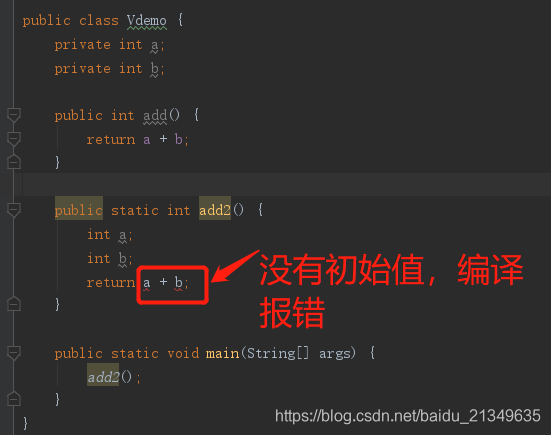 public class Vdemo {
private int a;
private int b;
public int add() {
return a + b;
}
public static int add2() {
int a;
int b;
return a + b;
没有初始值，编译
报错
}
public static void main(String[] args) {
add2();
}
}
https://blog.csdn.net/baidu_21349635